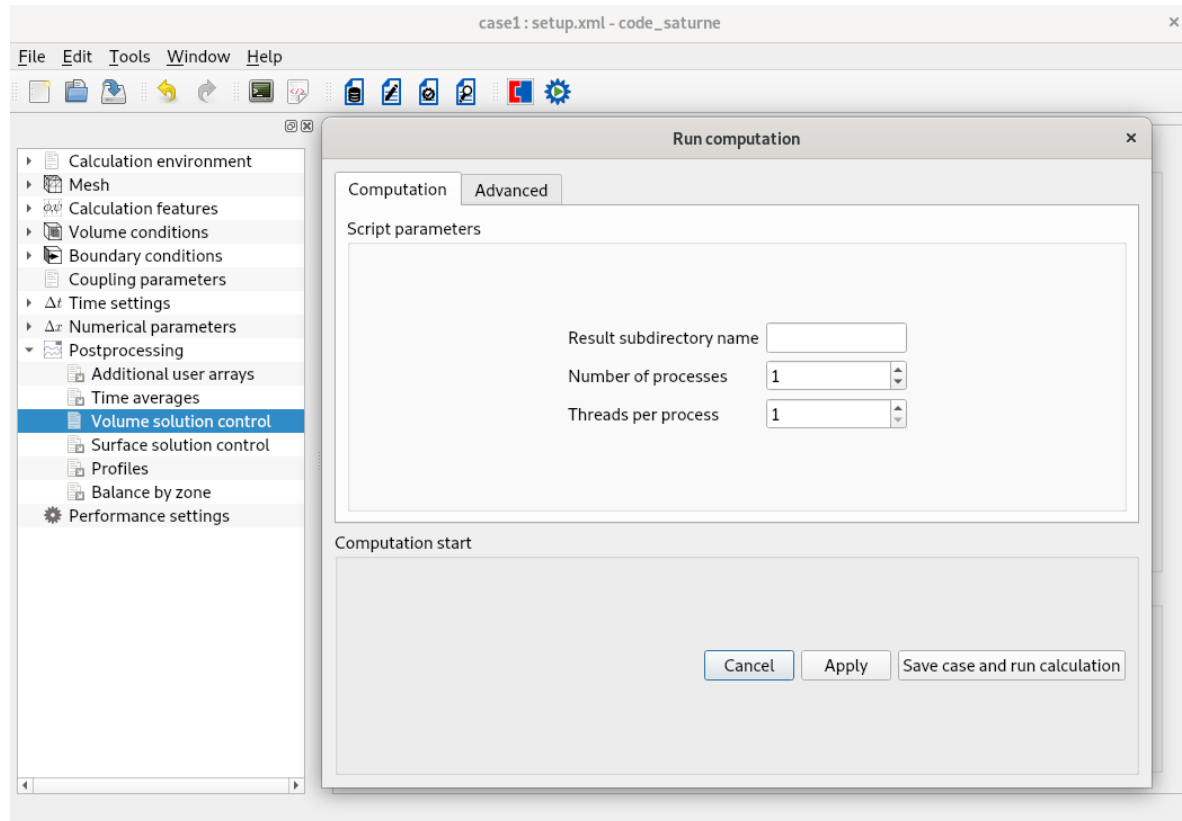 case1 : setup.xml - code_saturne
File Edit Tools Window Help
Run computation
Calculation environment
Mesh
Calculation features
Volume conditions
Boundary conditions
Coupling parameters
Δt Time settings
Δx Numerical parameters
Postprocessing
Additional user arrays
Time averages
Volume solution control
Surface solution control
Profiles
Balance by zone
Performance settings
Computation Advanced
Script parameters
Result subdirectory name
Number of processes 1
Threads per process 1
Computation start
Cancel Apply Save case and run calculation